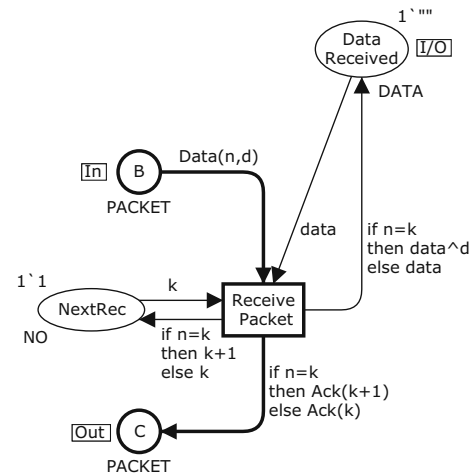 1`""
Data
Received
I/O
DATA
Data(n,d)
In
B
PACKET
data
if n=k
then data^d
else data
1`1
k
NextRec
Receive
Packet
NO
if n=k
then k+1
else k
if n=k
then Ack(k+1)
else Ack(k)
Out
C
PACKET